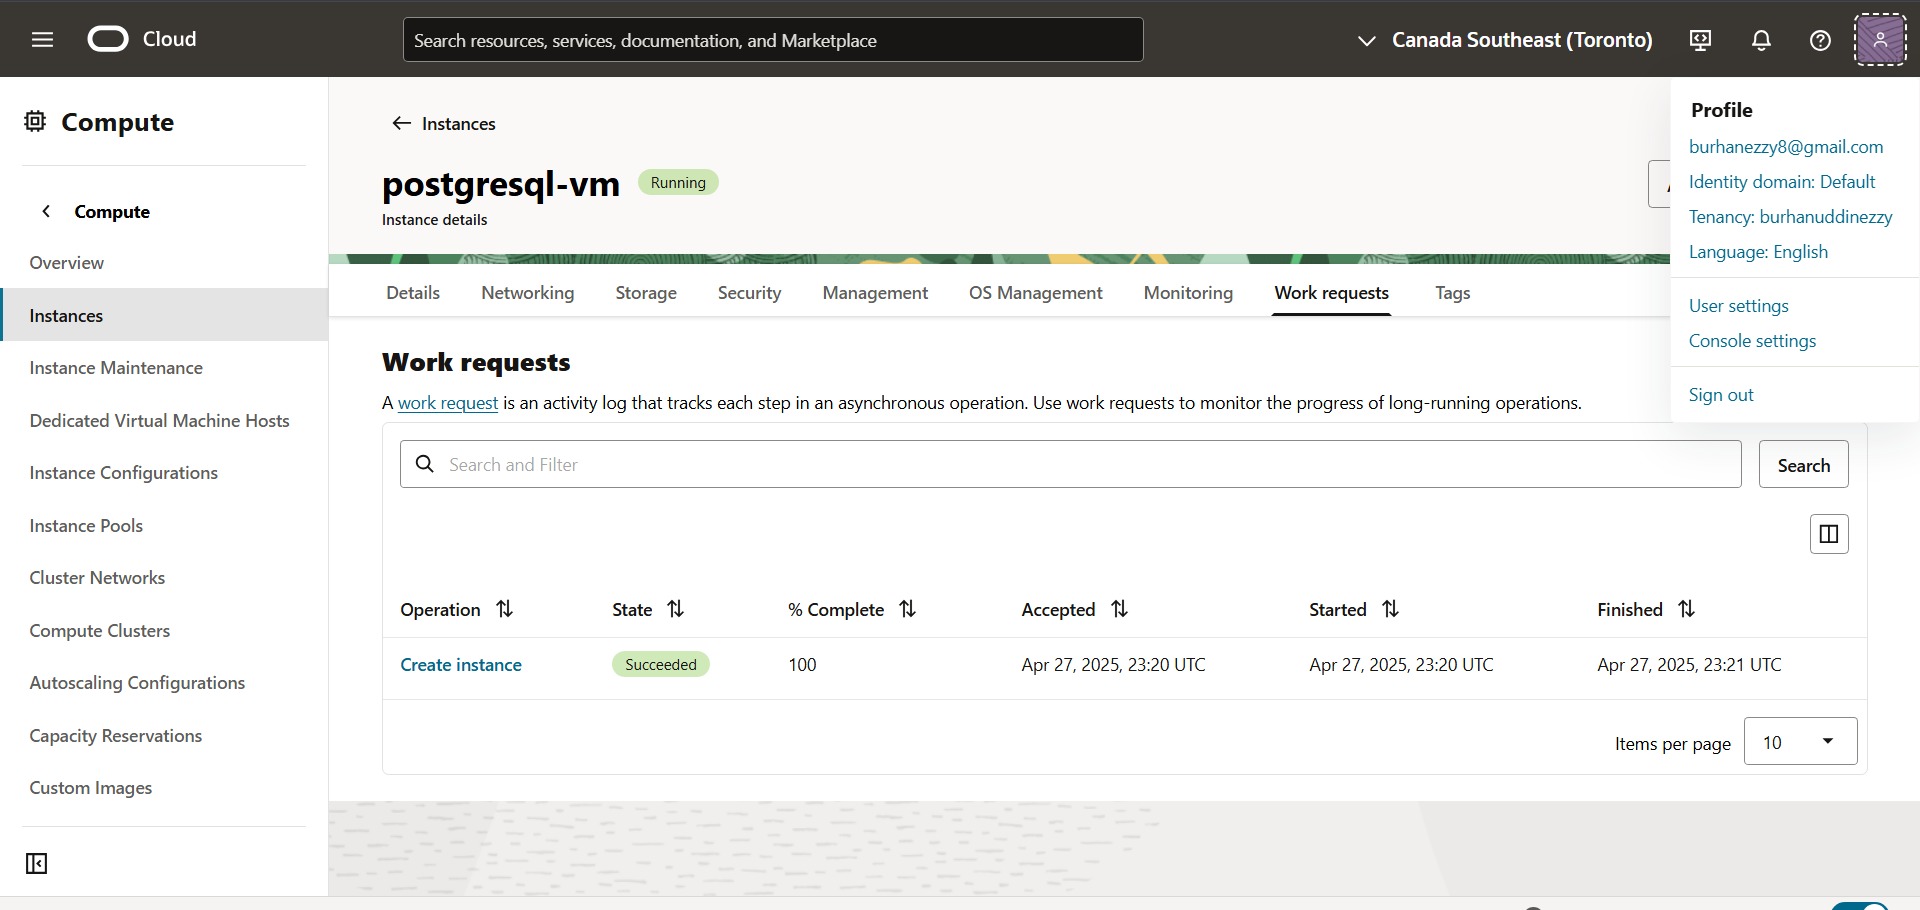 Cloud
Search resources, services, documentation, and Marketplace
Canada Southeast (Toronto)
Compute
Compute
Overview
Instances
Instance Maintenance
Dedicated Virtual Machine Hosts
Instance Configurations
Instance Pools
Cluster Networks
Compute Clusters
Autoscaling Configurations
Capacity Reservations
Custom Images
Instances
postgresql-vm Running
Instance details
Details Networking Storage Security Management OS Management Monitoring Work requests Tags
Work requests
A work request is an activity log that tracks each step in an asynchronous operation. Use work requests to monitor the progress of long-running operations.
Search and Filter Search
Operation State % Complete Accepted Started Finished
Create instance Succeeded 100 Apr 27, 2025, 23:20 UTC Apr 27, 2025, 23:20 UTC Apr 27, 2025, 23:21 UTC
Items per page 10
Profile
burhanezzy8@gmail.com
Identity domain: Default
Tenancy: burhanuddinezzy
Language: English
User settings
Console settings
Sign out